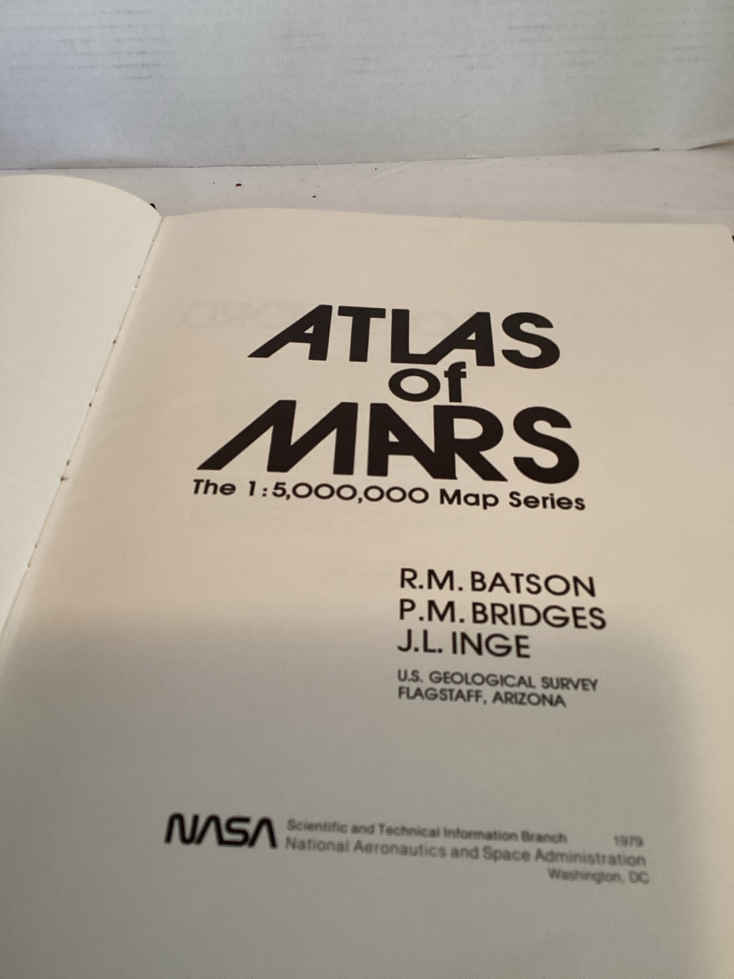 ATLAS
of
MARS
The 1:5,000,000 Map Series
R.M. BATSON
P.M. BRIDGES
J.L. INGE
U.S. GEOLOGICAL SURVEY
FLAGSTAFF, ARIZONA
NASA Scientific and Technical Information Branch 1979
National Aeronautics and Space Administration
Washington, DC